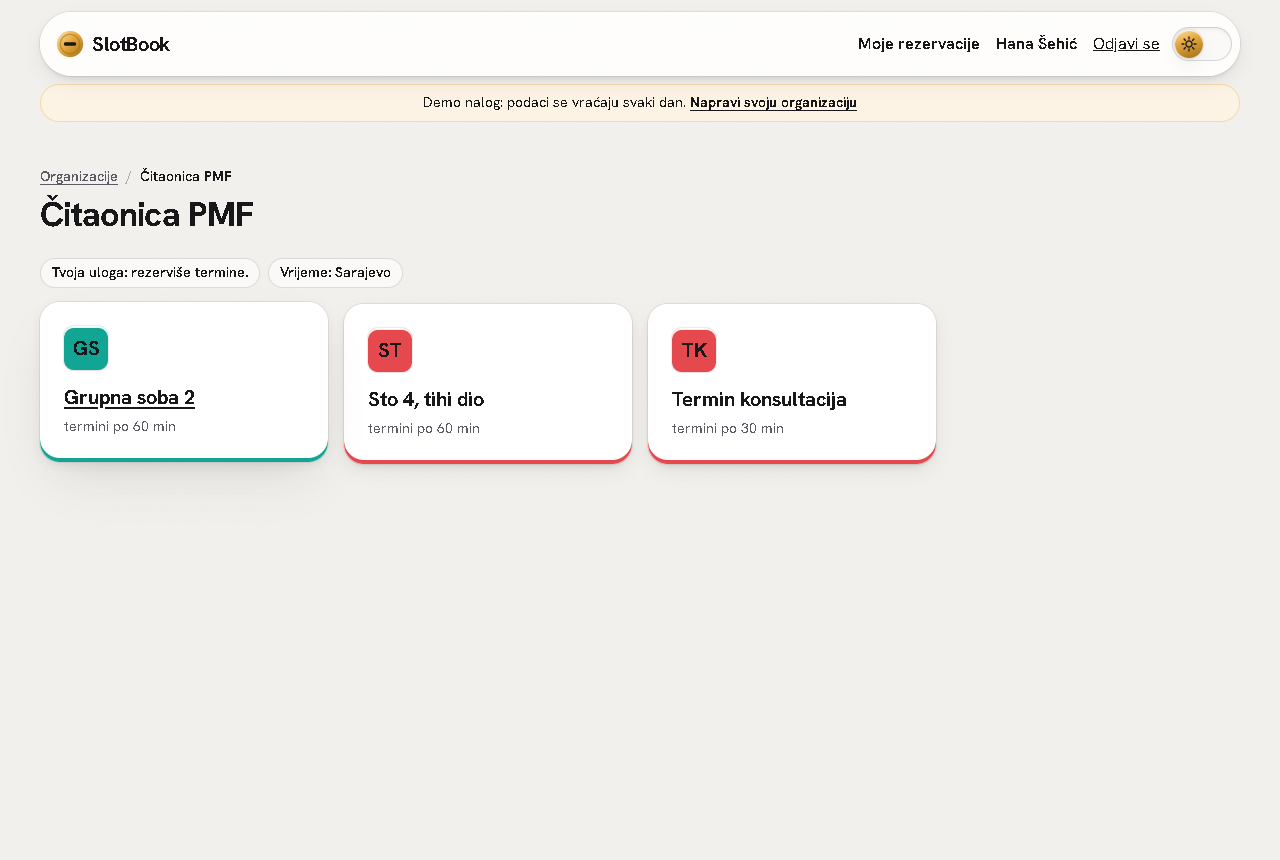 SlotBook
Moje rezervacije Hana Šehić Odjavi se
Demo nalog: podaci se vraćaju svaki dan. Napravi svoju organizaciju
Organizacije / Čitaonica PMF
Čitaonica PMF
Tvoja uloga: rezerviše termine. Vrijeme: Sarajevo
GS
Grupna soba 2
termini po 60 min
ST
Sto 4, tihi dio
termini po 60 min
TK
Termin konsultacija
termini po 30 min